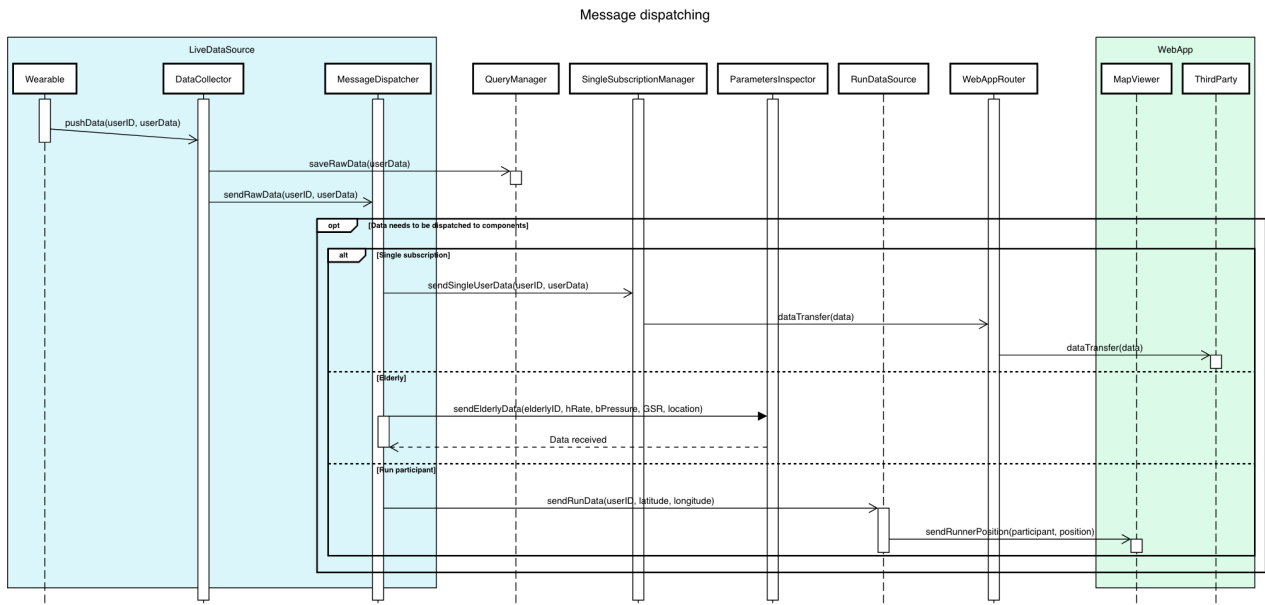 Message dispatching
LiveDataSource
WebApp
Wearable
DataCollector
MessageDispatcher
QueryManager
SingleSubscriptionManager
ParametersInspector
RunDataSource
WebAppRouter
MapViewer
ThirdParty
pushData(userID, userData)
saveRawData(userData)
sendRawData(userID, userData)
opt [Data needs to be dispatched to components]
alt [Single subscription]
sendSingleUserData(userID, userData)
dataTransfer(data)
dataTransfer(data)
[Elderly]
sendElderlyData(elderlyID, hRate, bPressure, GSR, location)
Data received
[Run participant]
sendRunData(userID, latitude, longitude)
sendRunnerPosition(participant, position)